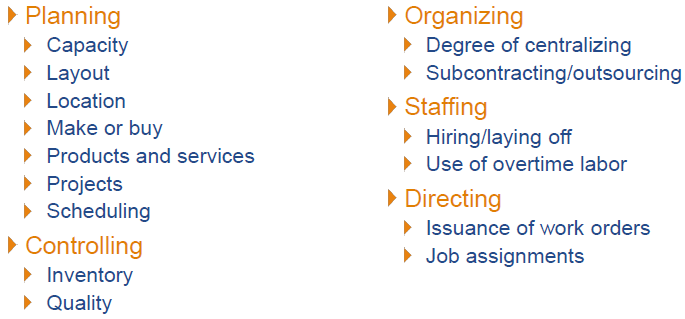 Planning
Capacity
Layout
Location
Make or buy
Products and services
Projects
Scheduling
Controlling
Inventory
Quality
Organizing
Degree of centralizing
Subcontracting/outsourcing
Staffing
Hiring/laying off
Use of overtime labor
Directing
Issuance of work orders
Job assignments